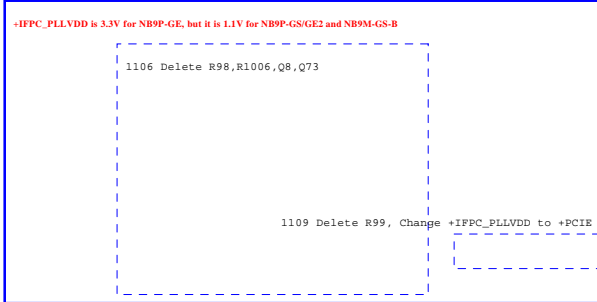 +IFPC_PLLVDD is 3.3V for NB9P-GE, but it is 1.1V for NB9P-GS/GE2 and NB9M-GS-B
1106 Delete R98,R1006,Q8,Q73
1109 Delete R99, Change +IFPC_PLLVDD to +PCIE